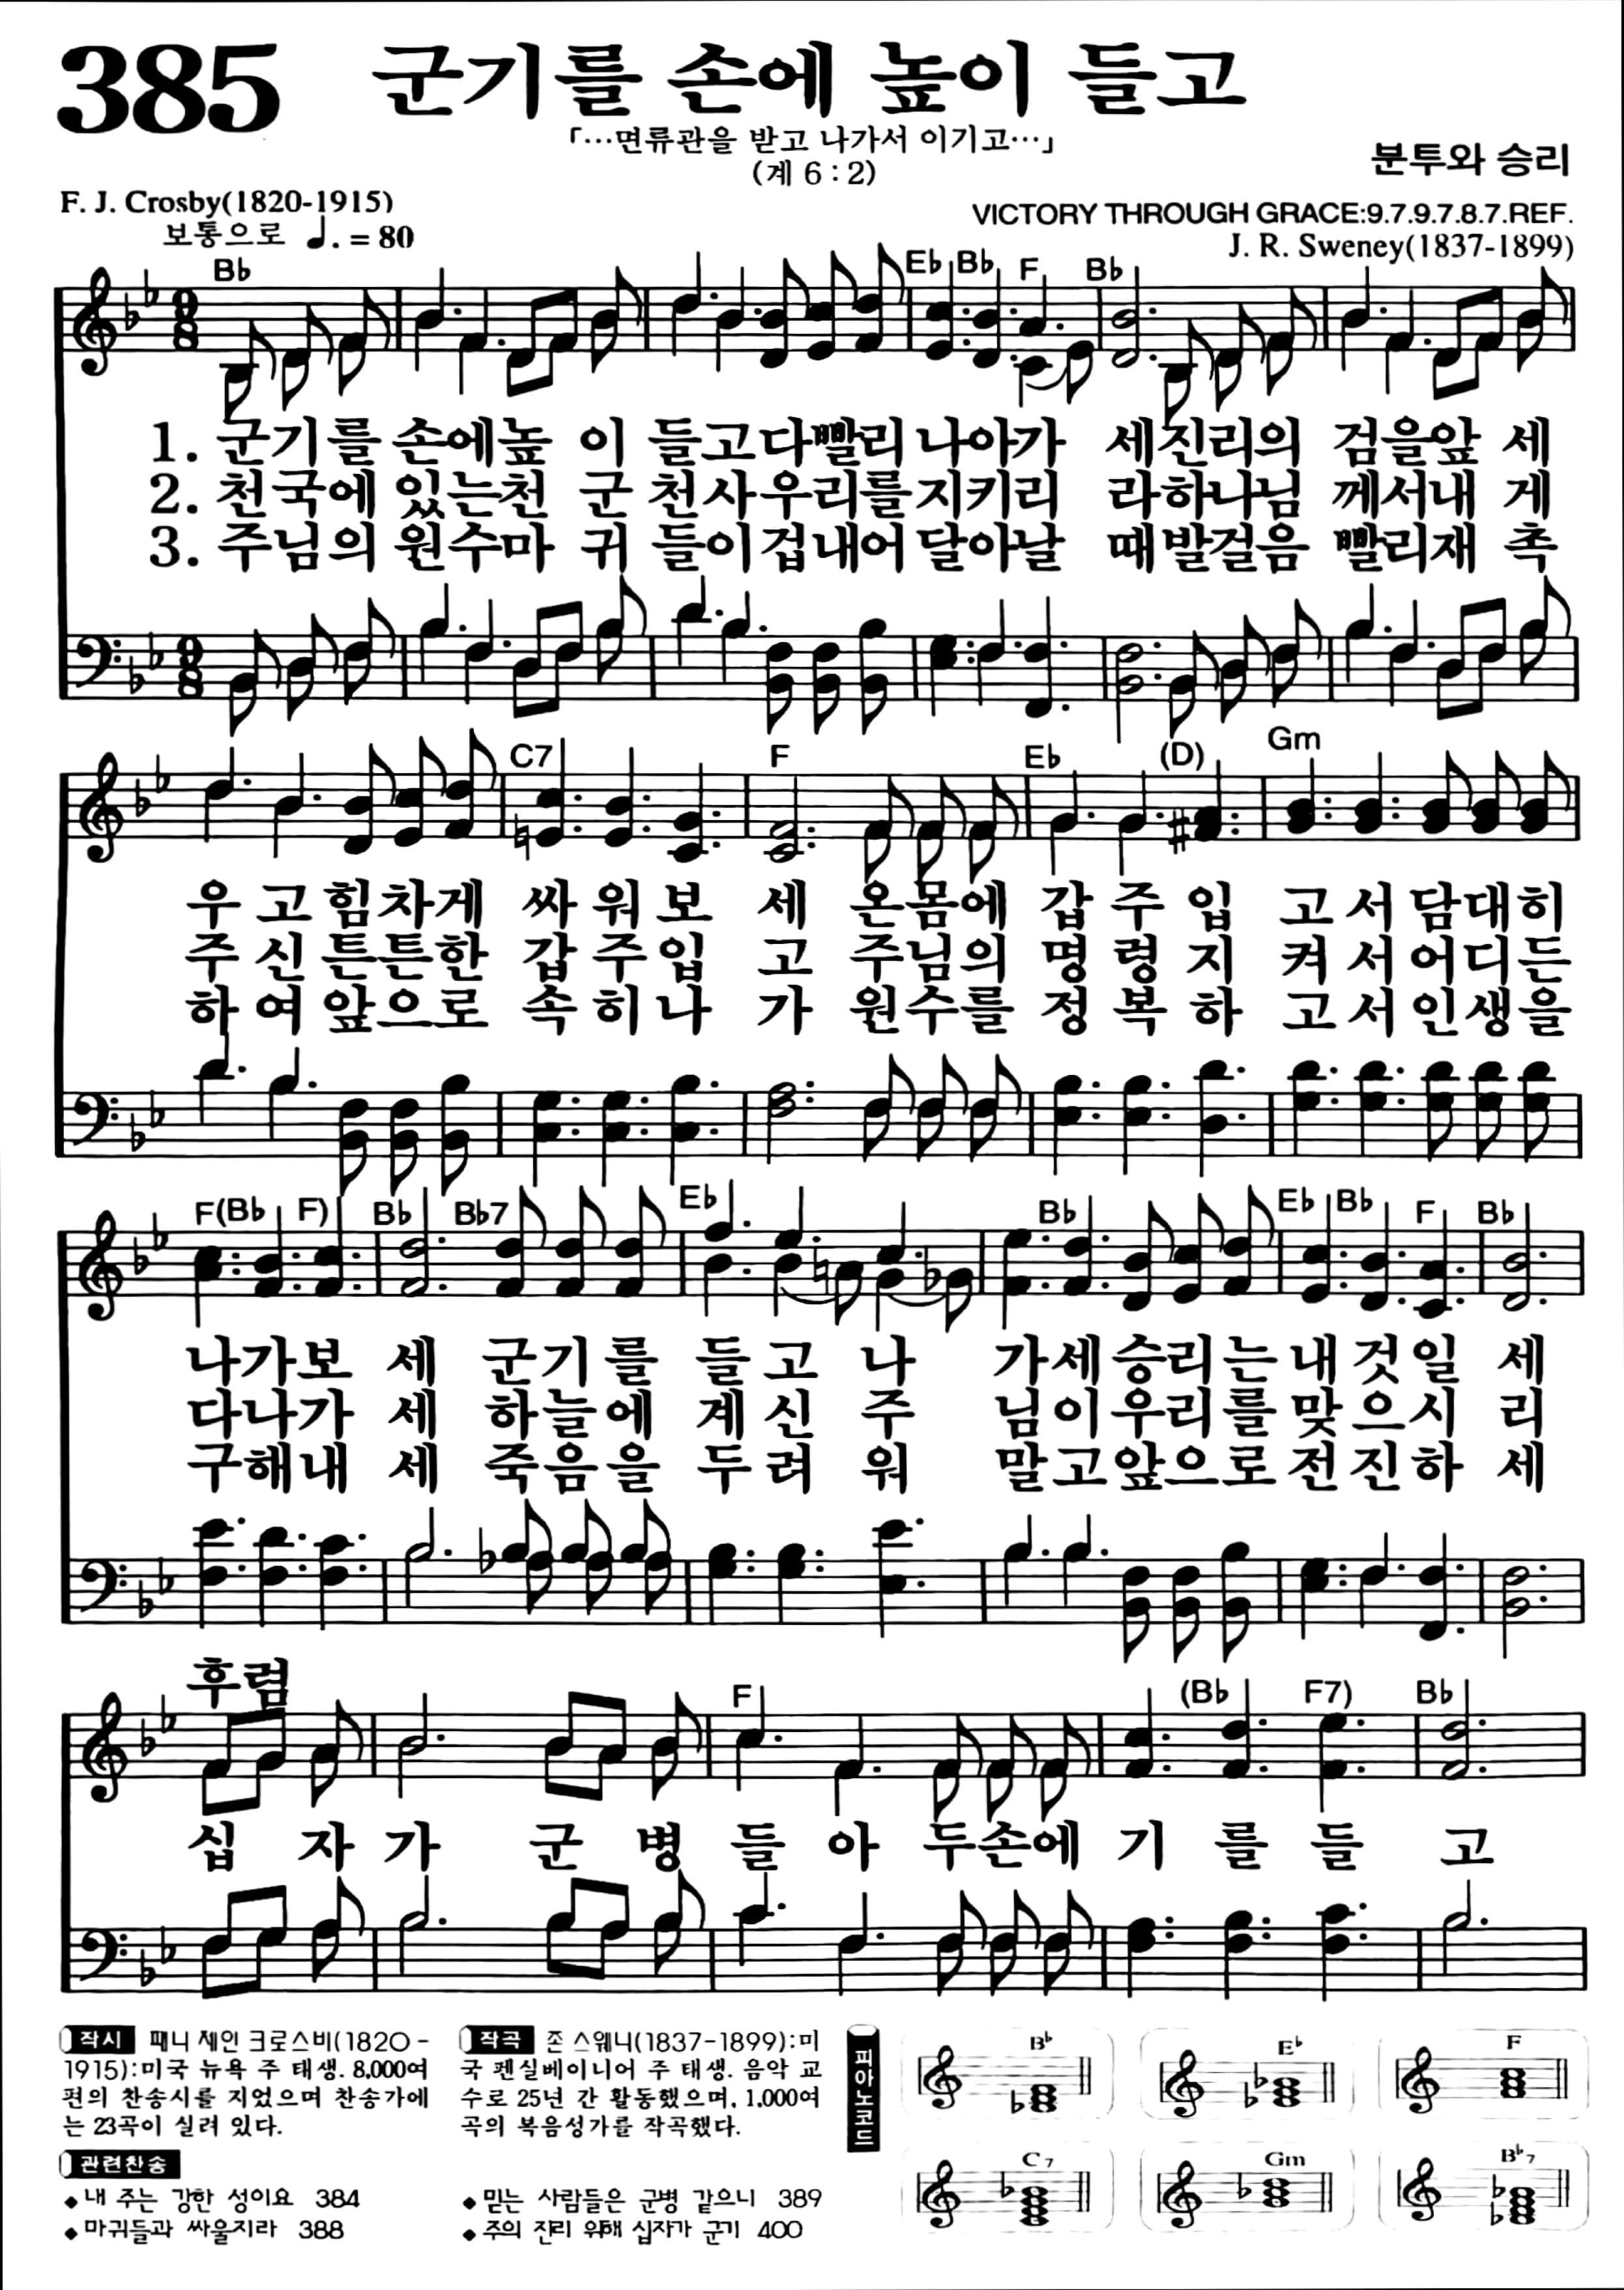 385 군기를 손에 높이 들고
「…면류관을 받고 나가서 이기고…」
(계 6 : 2)
분투와 승리
F. J. Crosby(1820-1915)
VICTORY THROUGH GRACE:9.7.9.7.8.7.REF.
보통으로 ♩. = 80
J. R. Sweney(1837-1899)
B♭ E♭ B♭ F B♭
1. 군기를 손에높 이 들고다빨리 나아가 세진리의 검을앞 세
2. 천국에 있는천 군 천사우리를지키리 라하나님 께서내 게
3. 주님의 원수마 귀 들이겁내어 달아날 때발걸음 빨리재 촉
C7 F E♭ (D) Gm
우 고 힘차게 싸 워 보 세 온몸에 갑 주 입 고 서 담대히
주 신 튼튼한 갑 주 입 고 주님의 명 령 지 켜 서 어디든
하 여 앞으로 속 히 나 가 원수를 정 복 하 고 서 인생을
F(B♭ F) B♭ B♭7 E♭ B♭ E♭ B♭ F B♭
나가보 세 군기를 들 고 나 가세승리는내 것 일 세
다나가 세 하늘에 계 신 주 님이우리를맞 으 시 리
구해내 세 죽음을 두 려 워 말고앞으로전 진 하 세
후렴
F (B♭ F7) B♭
십 자 가 군 병 들 아 두손에 기 를 들 고
작시 패니 제인 크로스비(1820-
1915):미국 뉴욕 주 태생. 8,000여
편의 찬송시를 지었으며 찬송가에
는 23곡이 실려 있다.
작곡 존 스웨니(1837-1899):미
국 펜실베이니어 주 태생. 음악 교
수로 25년 간 활동했으며, 1,000여
곡의 복음성가를 작곡했다.
관련찬송
◆내 주는 강한 성이요 384
◆마귀들과 싸울지라 388
◆믿는 사람들은 군병 같으니 389
◆주의 진리 위해 십자가 군기 400
피아노코드
B♭ E♭ F
C7 Gm B♭7